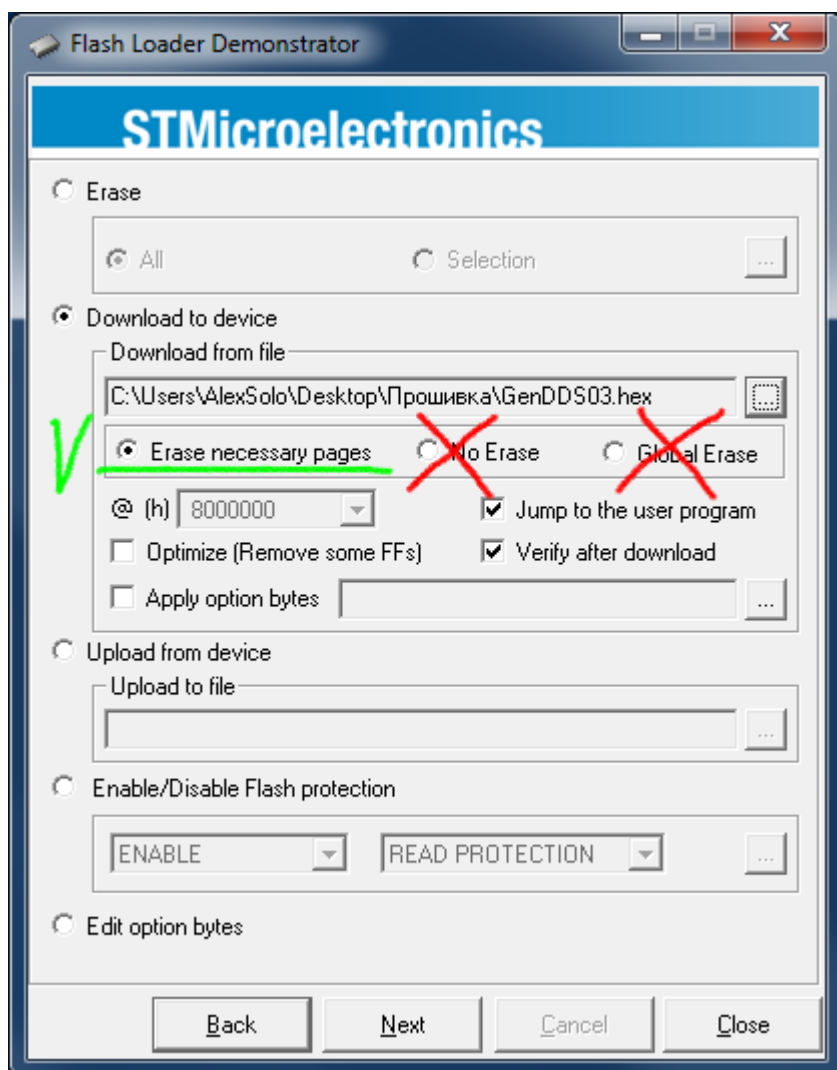 Flash Loader Demonstrator
STMicroelectronics
Erase
All Selection ...
Download to device
Download from file
C:\Users\AlexSolo\Desktop\Прошивка\GenDDS03.hex ...
Erase necessary pages No Erase Global Erase
@ (h) 8000000 Jump to the user program
Optimize (Remove some FFs) Verify after download
Apply option bytes ...
Upload from device
Upload to file
...
Enable/Disable Flash protection
ENABLE READ PROTECTION ...
Edit option bytes
Back Next Cancel Close